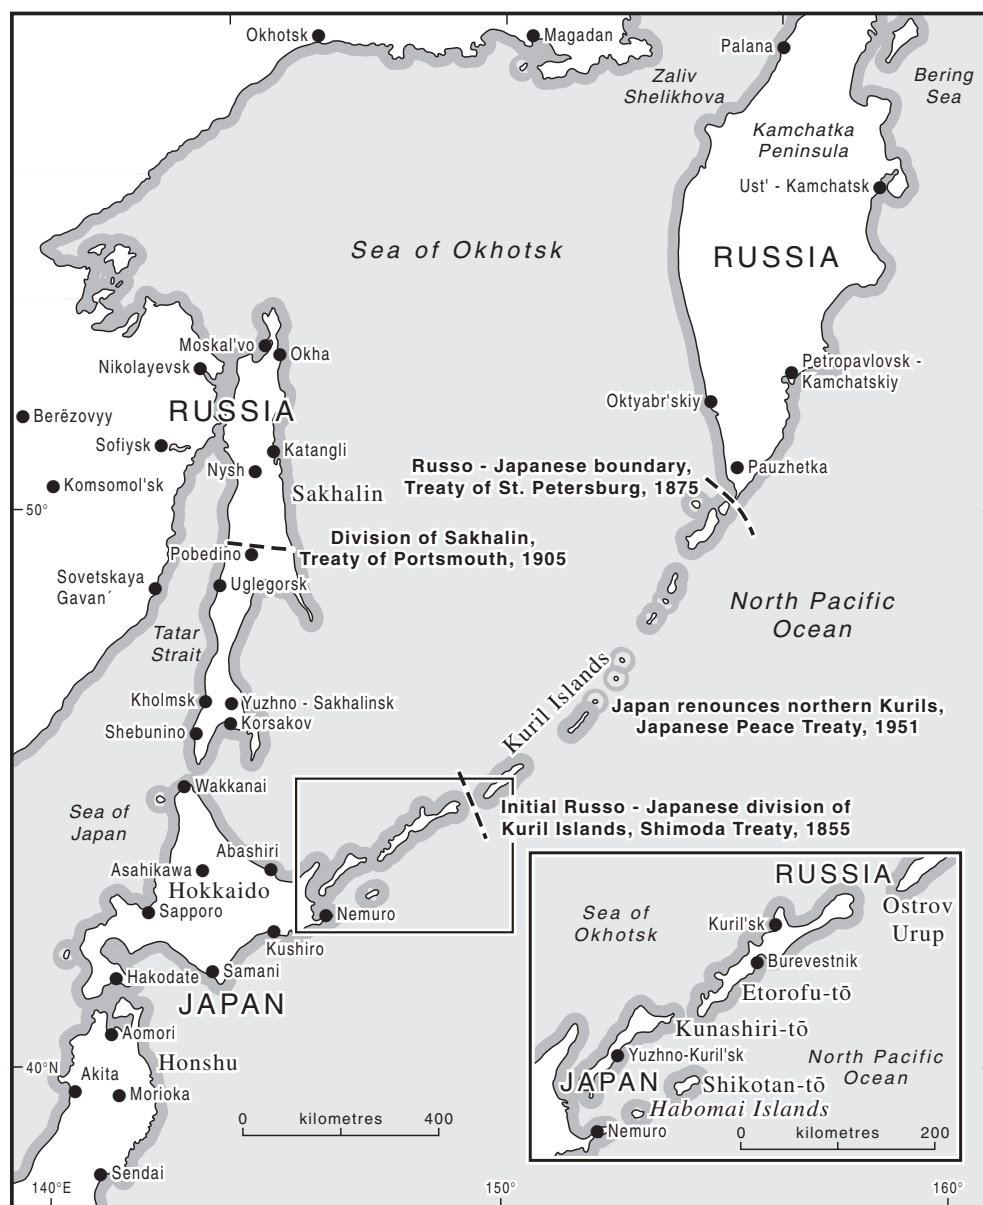 Okhotsk
Magadan
Palana
Zaliv
Shelikhova
Bering
Sea
Kamchatka
Peninsula
Ust' - Kamchatsk
Sea of Okhotsk
RUSSIA
Moskal'vo
Okha
Nikolayevsk
Petropavlovsk -
Kamchatskiy
RUSSIA
Oktyabr'skiy
Berëzovyy
Sofiysk
Katangli
Nysh
Russo - Japanese boundary,
Treaty of St. Petersburg, 1875
Pauzhetka
Komsomol'sk
Sakhalin
50°
Division of Sakhalin,
Treaty of Portsmouth, 1905
Pobedino
Sovetskaya
Gavan´
Uglegorsk
North Pacific
Ocean
Tatar
Strait
Kuril Islands
Kholmsk
Yuzhno - Sakhalinsk
Korsakov
Shebunino
Japan renounces northern Kurils,
Japanese Peace Treaty, 1951
Wakkanai
Sea of
Japan
Initial Russo - Japanese division of
Kuril Islands, Shimoda Treaty, 1855
Abashiri
Asahikawa
Hokkaido
Sapporo
Nemuro
Kushiro
Samani
Hakodate
JAPAN
Aomori
Honshu
40°N
Akita
Morioka
0 kilometres 400
Sendai
140°E
150°
160°
RUSSIA
Sea of
Okhotsk
Ostrov
Urup
Kuril'sk
Burevestnik
Etorofu-tō
Kunashiri-tō
Yuzhno-Kuril'sk
North Pacific
Ocean
JAPAN
Shikotan-tō
Habomai Islands
Nemuro
0 kilometres 200